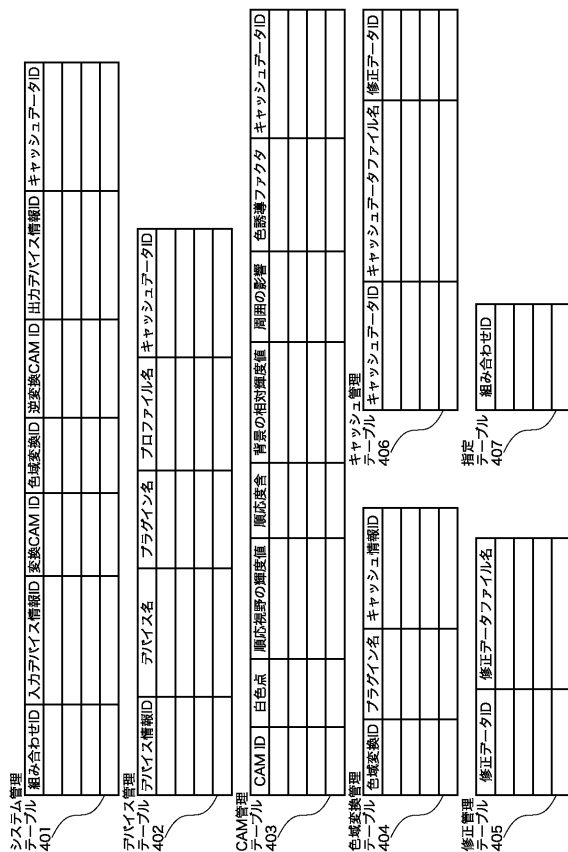 システム管理
テーブル
401
組み合わせID 入力デバイス情報ID 変換CAM ID 色域変換ID 逆変換CAM ID 出力デバイス情報ID キャッシュデータID
デバイス管理
テーブル
402
デバイス情報ID デバイス名 プラグイン名 プロファイル名 キャッシュデータID
CAM管理
テーブル
403
CAM ID 白色点 順応視野の輝度値 順応度合 背景の相対輝度値 周囲の影響 色誘導ファクタ キャッシュデータID
色域変換管理
テーブル
404
色域変換ID プラグイン名 キャッシュ情報ID
キャッシュ管理
テーブル
406
キャッシュデータID キャッシュデータファイル名 修正データID
修正管理
テーブル
405
修正データID 修正データファイル名
指定
テーブル
407
組み合わせID